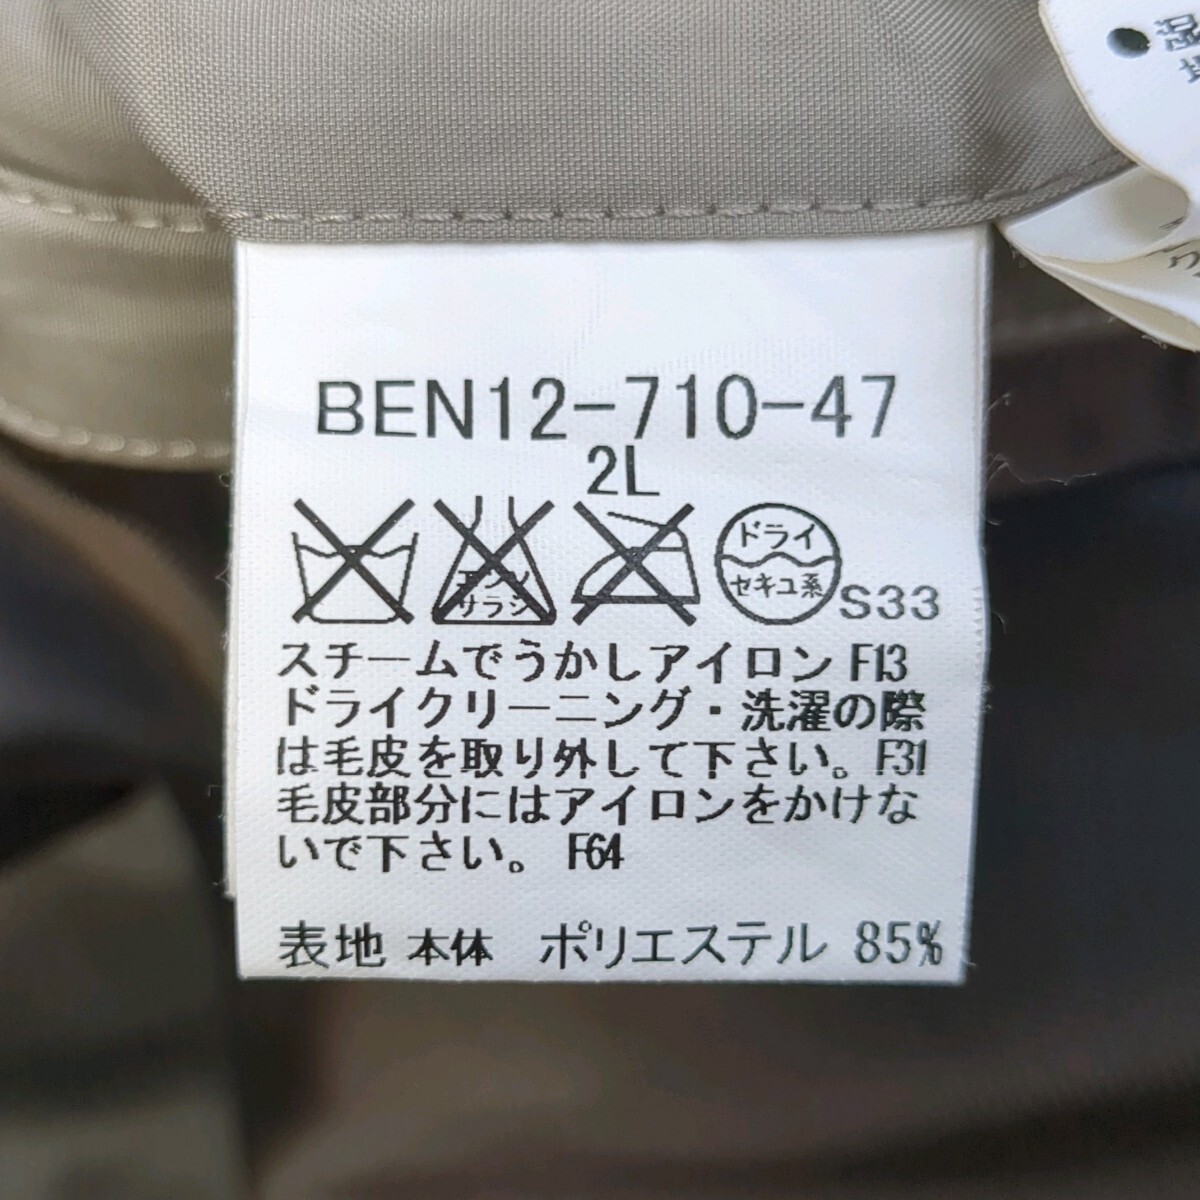 BEN12-710-47
2L
エンソ
サラシ
ドライ
セキユ系
S33
スチームでうかしアイロン F13
ドライクリーニング・洗濯の際
は毛皮を取り外して下さい。F31
毛皮部分にはアイロンをかけな
いで下さい。 F64
表地 本体 ポリエステル 85%